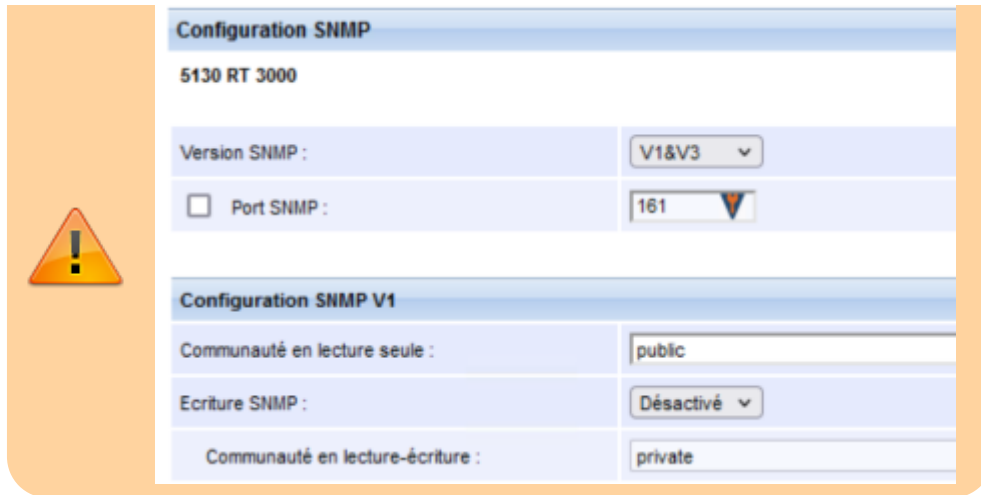 Configuration SNMP
5130 RT 3000
Version SNMP : V1&V3
Port SNMP : 161
Configuration SNMP V1
Communauté en lecture seule : public
Ecriture SNMP : Désactivé
Communauté en lecture-écriture : private